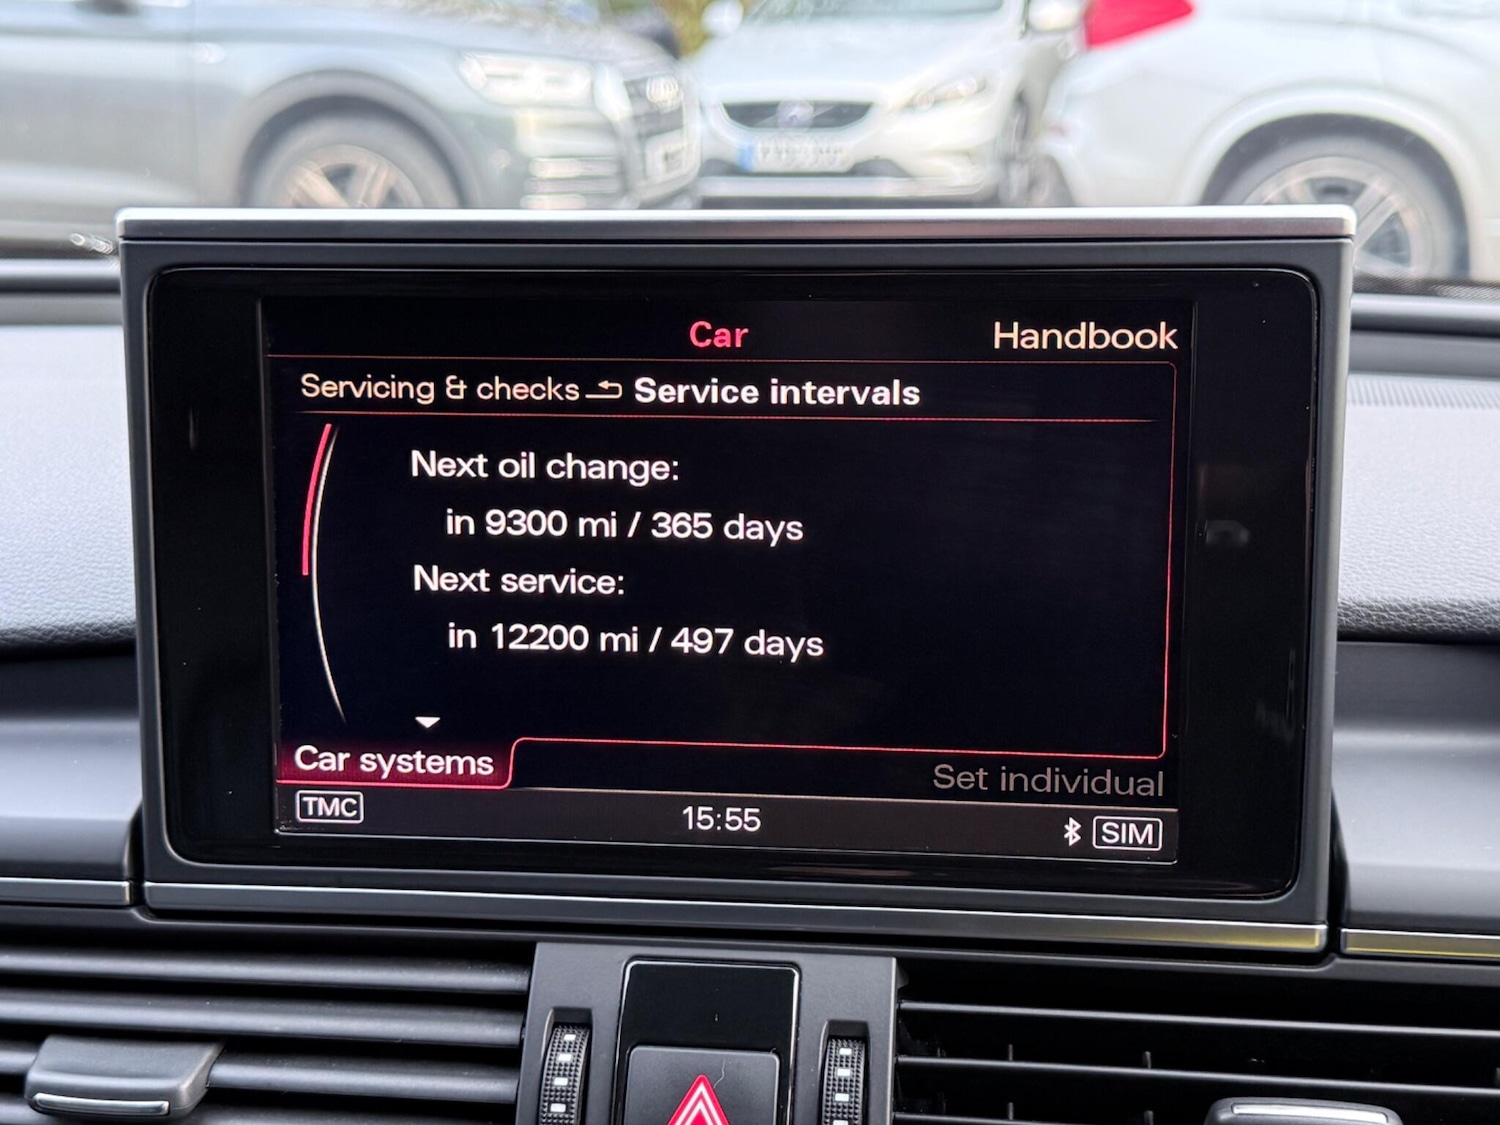 Car
Handbook
Servicing & checks Service intervals
Next oil change:
in 9300 mi / 365 days
Next service:
in 12200 mi / 497 days
Car systems
Set individual
TMC
15:55
SIM